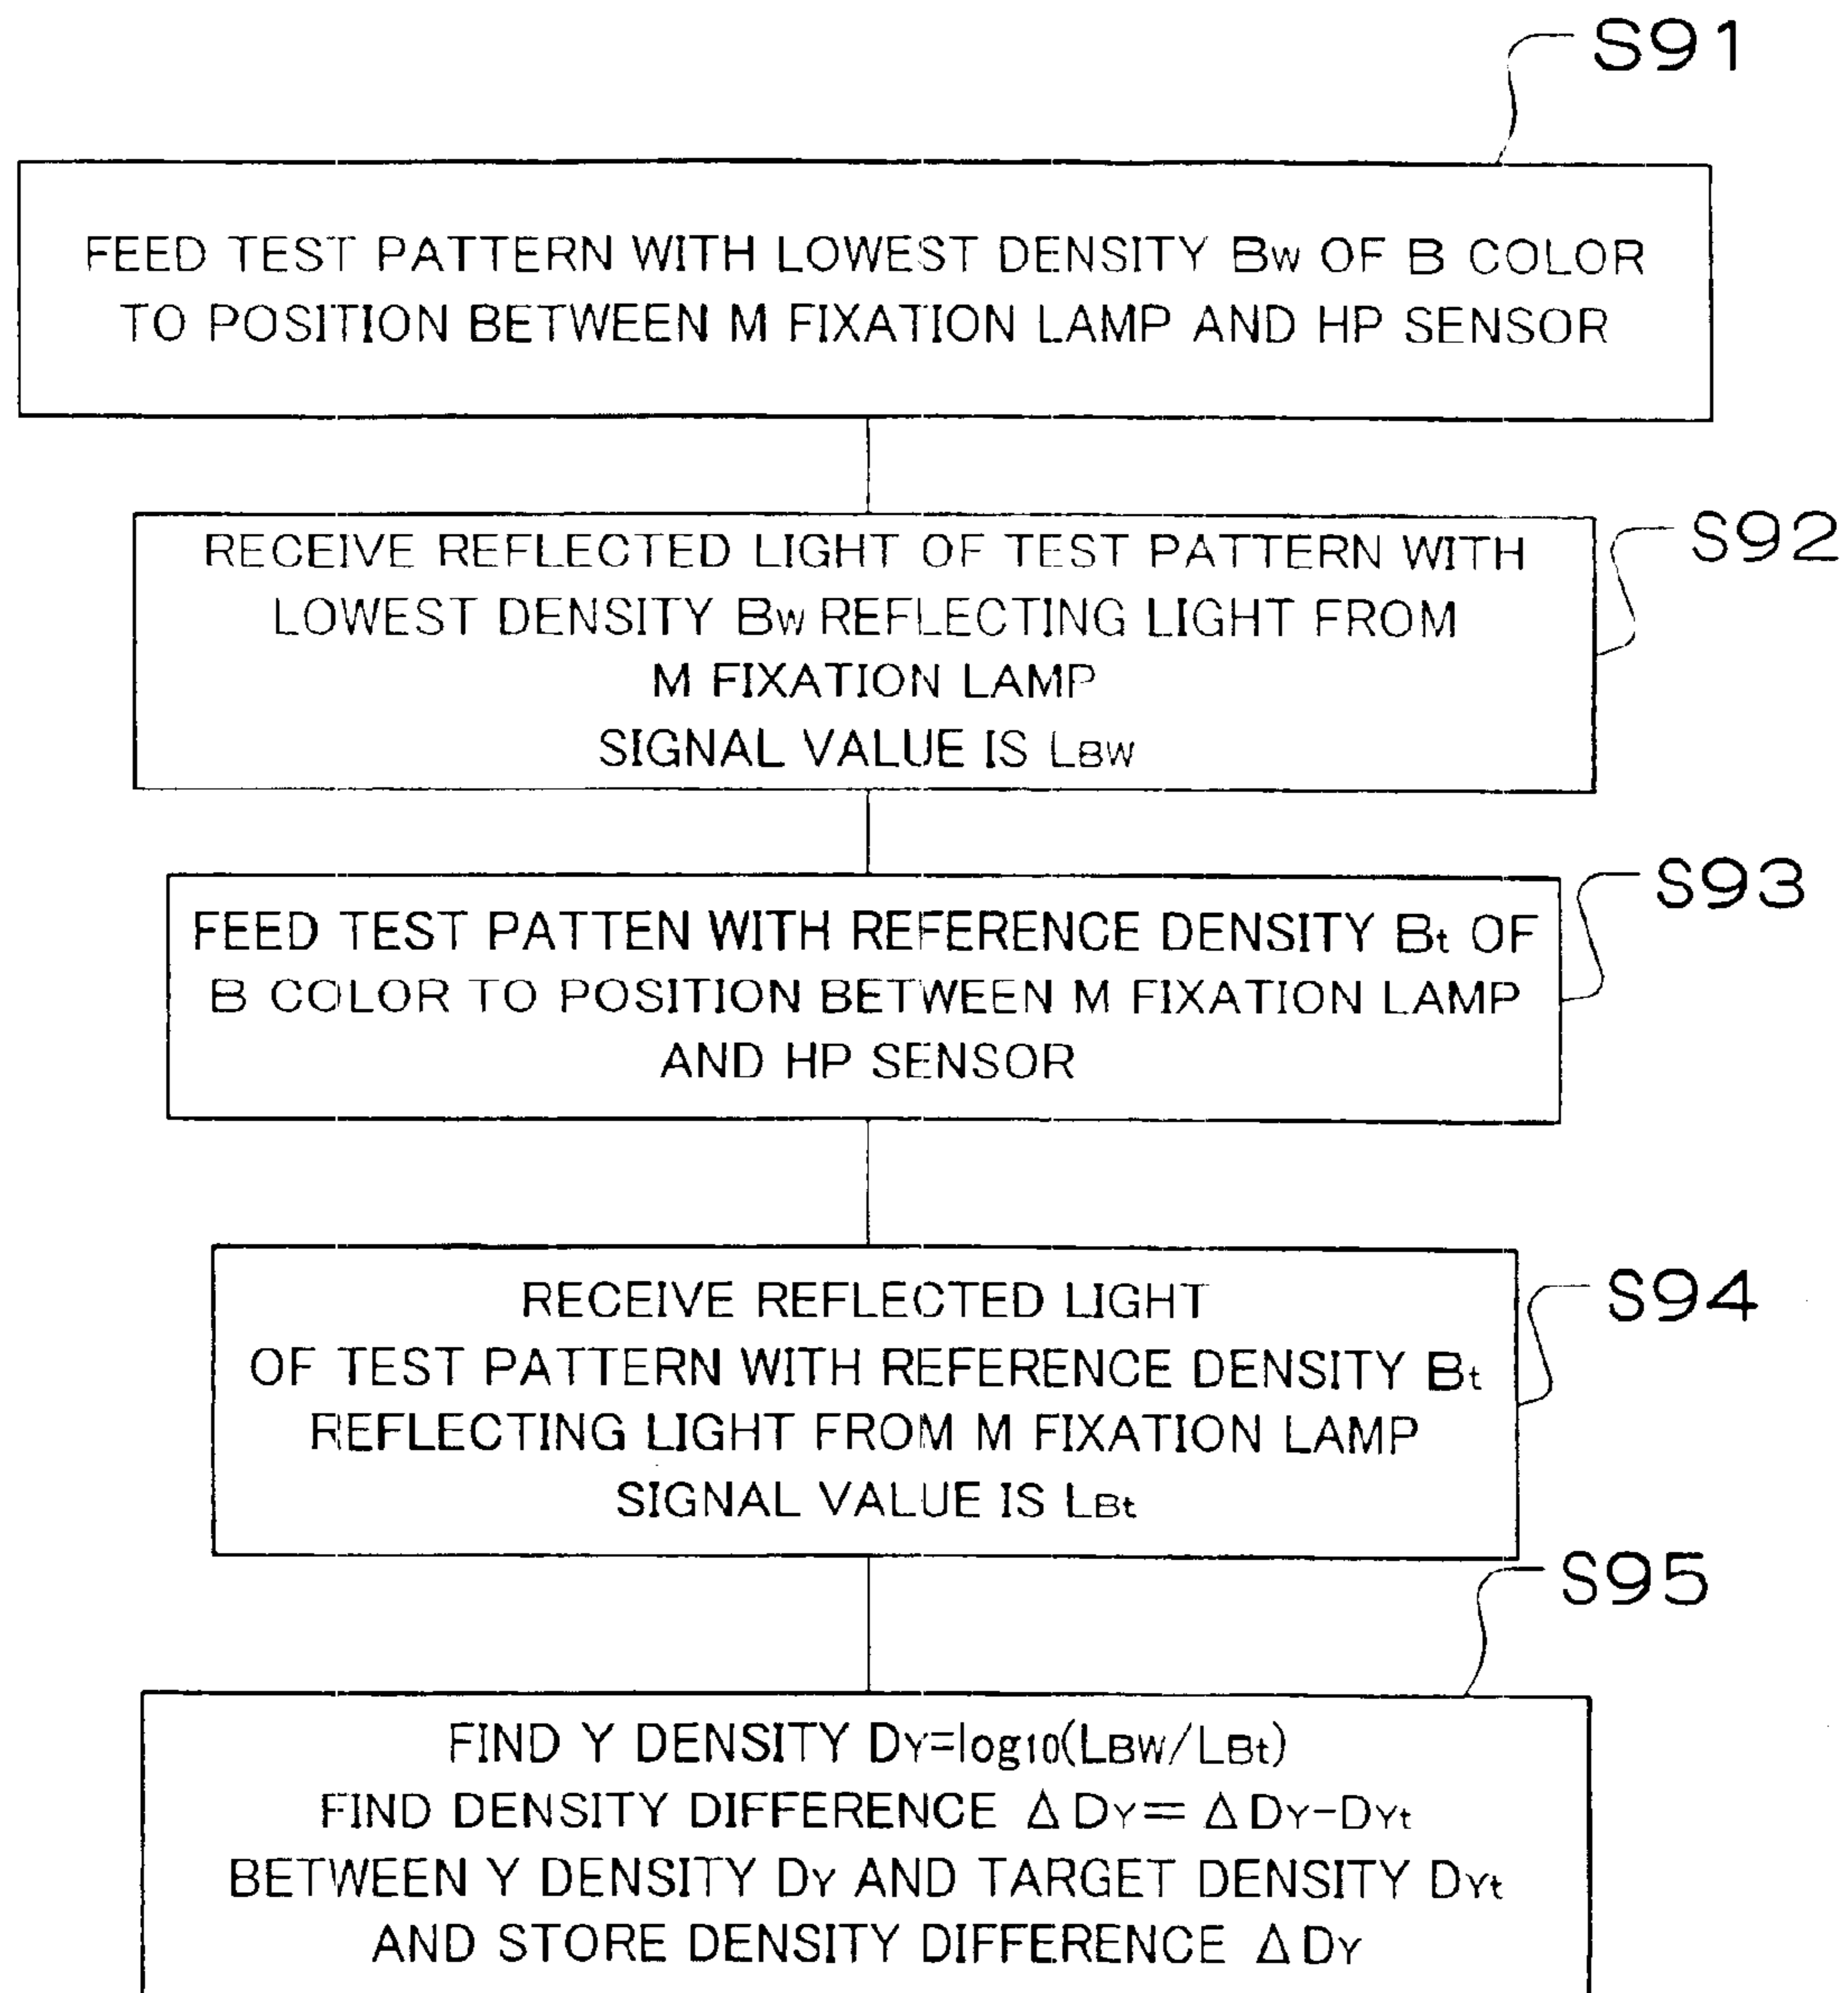 S91
FEED TEST PATTERN WITH LOWEST DENSITY BW OF B COLOR
TO POSITION BETWEEN M FIXATION LAMP AND HP SENSOR
S92
RECEIVE REFLECTED LIGHT OF TEST PATTERN WITH
LOWEST DENSITY BW REFLECTING LIGHT FROM
M FIXATION LAMP
SIGNAL VALUE IS LBW
S93
FEED TEST PATTEN WITH REFERENCE DENSITY Bt OF
B COLOR TO POSITION BETWEEN M FIXATION LAMP
AND HP SENSOR
S94
RECEIVE REFLECTED LIGHT
OF TEST PATTERN WITH REFERENCE DENSITY Bt
REFLECTING LIGHT FROM M FIXATION LAMP
SIGNAL VALUE IS LBt
S95
FIND Y DENSITY DY=log10(LBW/LBt)
FIND DENSITY DIFFERENCE ΔDY=ΔDY-DYt
BETWEEN Y DENSITY DY AND TARGET DENSITY DYt
AND STORE DENSITY DIFFERENCE ΔDY